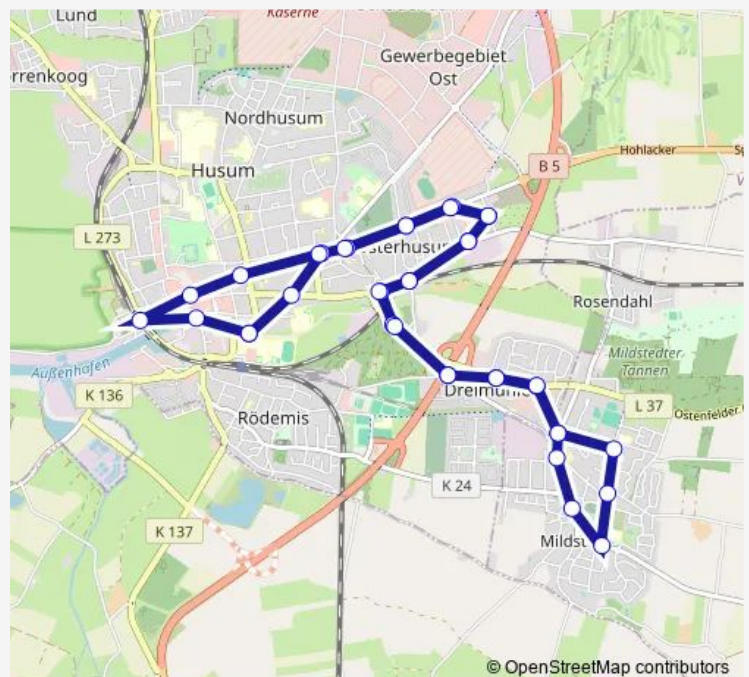 Lund
Kaserne
Gewerbegebiet
Ost
rrenkoog
Nordhusum
Hohlacker
B 5
Husum
L 273
sterhusu
Rosendahl
Mildstedter
Tannen
Außenhafen
K 136
Dreimühle
L 37
Ostenfelder
Rödemis
K 24
K 137
Mildst
© OpenStreetMap contributors